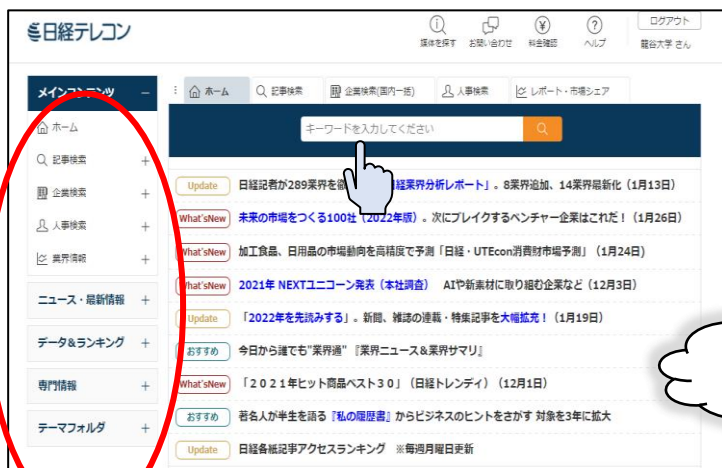 日経テレコン
媒体を探す お問い合わせ 料金確認 ヘルプ
ログアウト
龍谷大学 さん
メインコンテンツ
ホーム
記事検索
企業検索
人事検索
業界情報
ニュース・最新情報
データ&ランキング
専門情報
テーマフォルダ
ホーム 記事検索 企業検索(国内一括) 人事検索 レポート・市場シェア
キーワードを入力してください
Update 日経記者が289業界を 経業界分析レポート」。8業界追加、14業界最新化(1月13日)
What'sNew 未来の市場をつくる100社(2022年版)。次にブレイクするベンチャー企業はこれだ!(1月26日)
What'sNew 加工食品、日用品の市場動向を高精度で予測「日経・UTEcon消費財市場予測」(1月24日)
What'sNew 2021年 NEXTユニコーン発表(本社調査) AIや新素材に取り組む企業など(12月3日)
Update 「2022年を先読みする」。新聞、雑誌の連載・特集記事を大幅拡充!(1月19日)
おすすめ 今日から誰でも"業界通"『業界ニュース&業界サマリ』
What'sNew 「2021年ヒット商品ベスト30」(日経トレンディ)(12月1日)
おすすめ 著名人が半生を語る『私の履歴書』からビジネスのヒントをさがす 対象を3年に拡大
Update 日経各紙記事アクセスランキング ※毎週月曜日更新